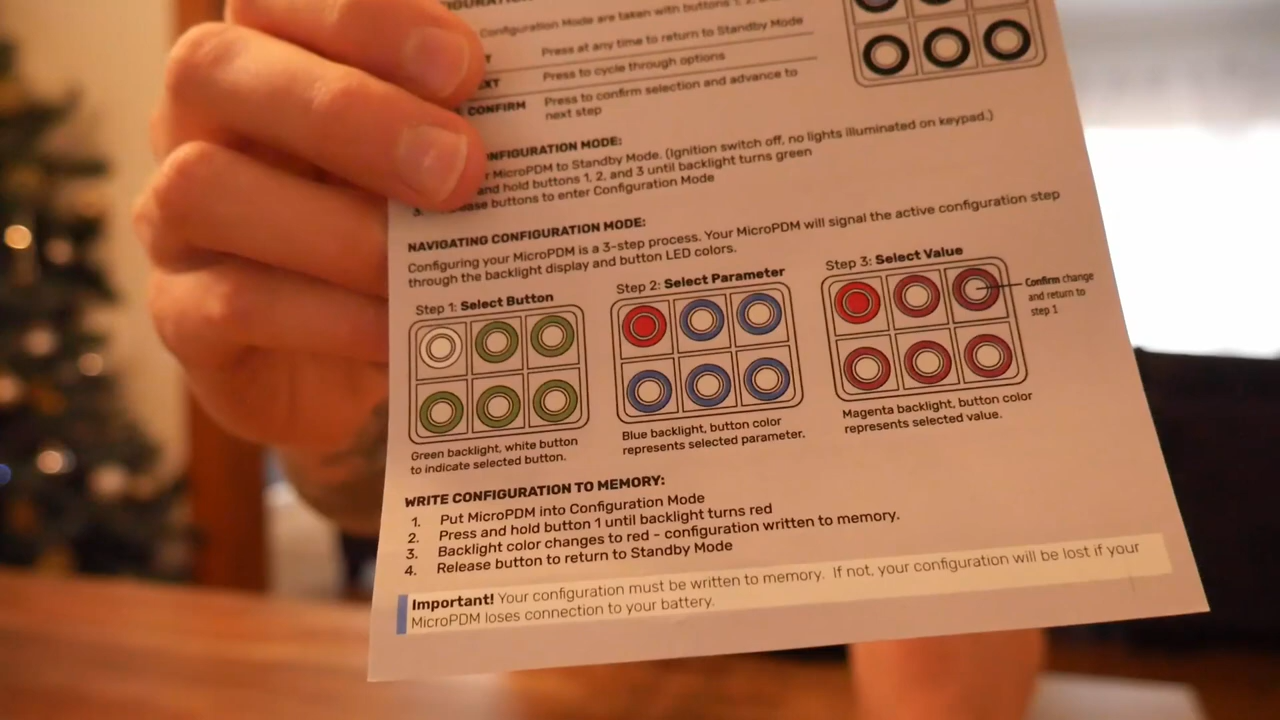 Configuration Mode are taken with buttons 1, 2,
Press at any time to return to Standby Mode
Press to cycle through options
CONFIRM Press to confirm selection and advance to
next step
NFIGURATION MODE:
MicroPDM to Standby Mode. (Ignition switch off, no lights illuminated on keypad.)
and hold buttons 1, 2, and 3 until backlight turns green
3. buttons to enter Configuration Mode
NAVIGATING CONFIGURATION MODE:
Configuring your MicroPDM is a 3-step process. Your MicroPDM will signal the active configuration step
through the backlight display and button LED colors.
Step 1: Select Button
Step 2: Select Parameter
Step 3: Select Value
Confirm change
and return to
step 1
Green backlight, white button
to indicate selected button.
Blue backlight, button color
represents selected parameter.
Magenta backlight, button color
represents selected value.
WRITE CONFIGURATION TO MEMORY:
1. Put MicroPDM into Configuration Mode
2. Press and hold button 1 until backlight turns red
3. Backlight color changes to red - configuration written to memory.
4. Release button to return to Standby Mode
Important! Your configuration must be written to memory. If not, your configuration will be lost if your
MicroPDM loses connection to your battery.